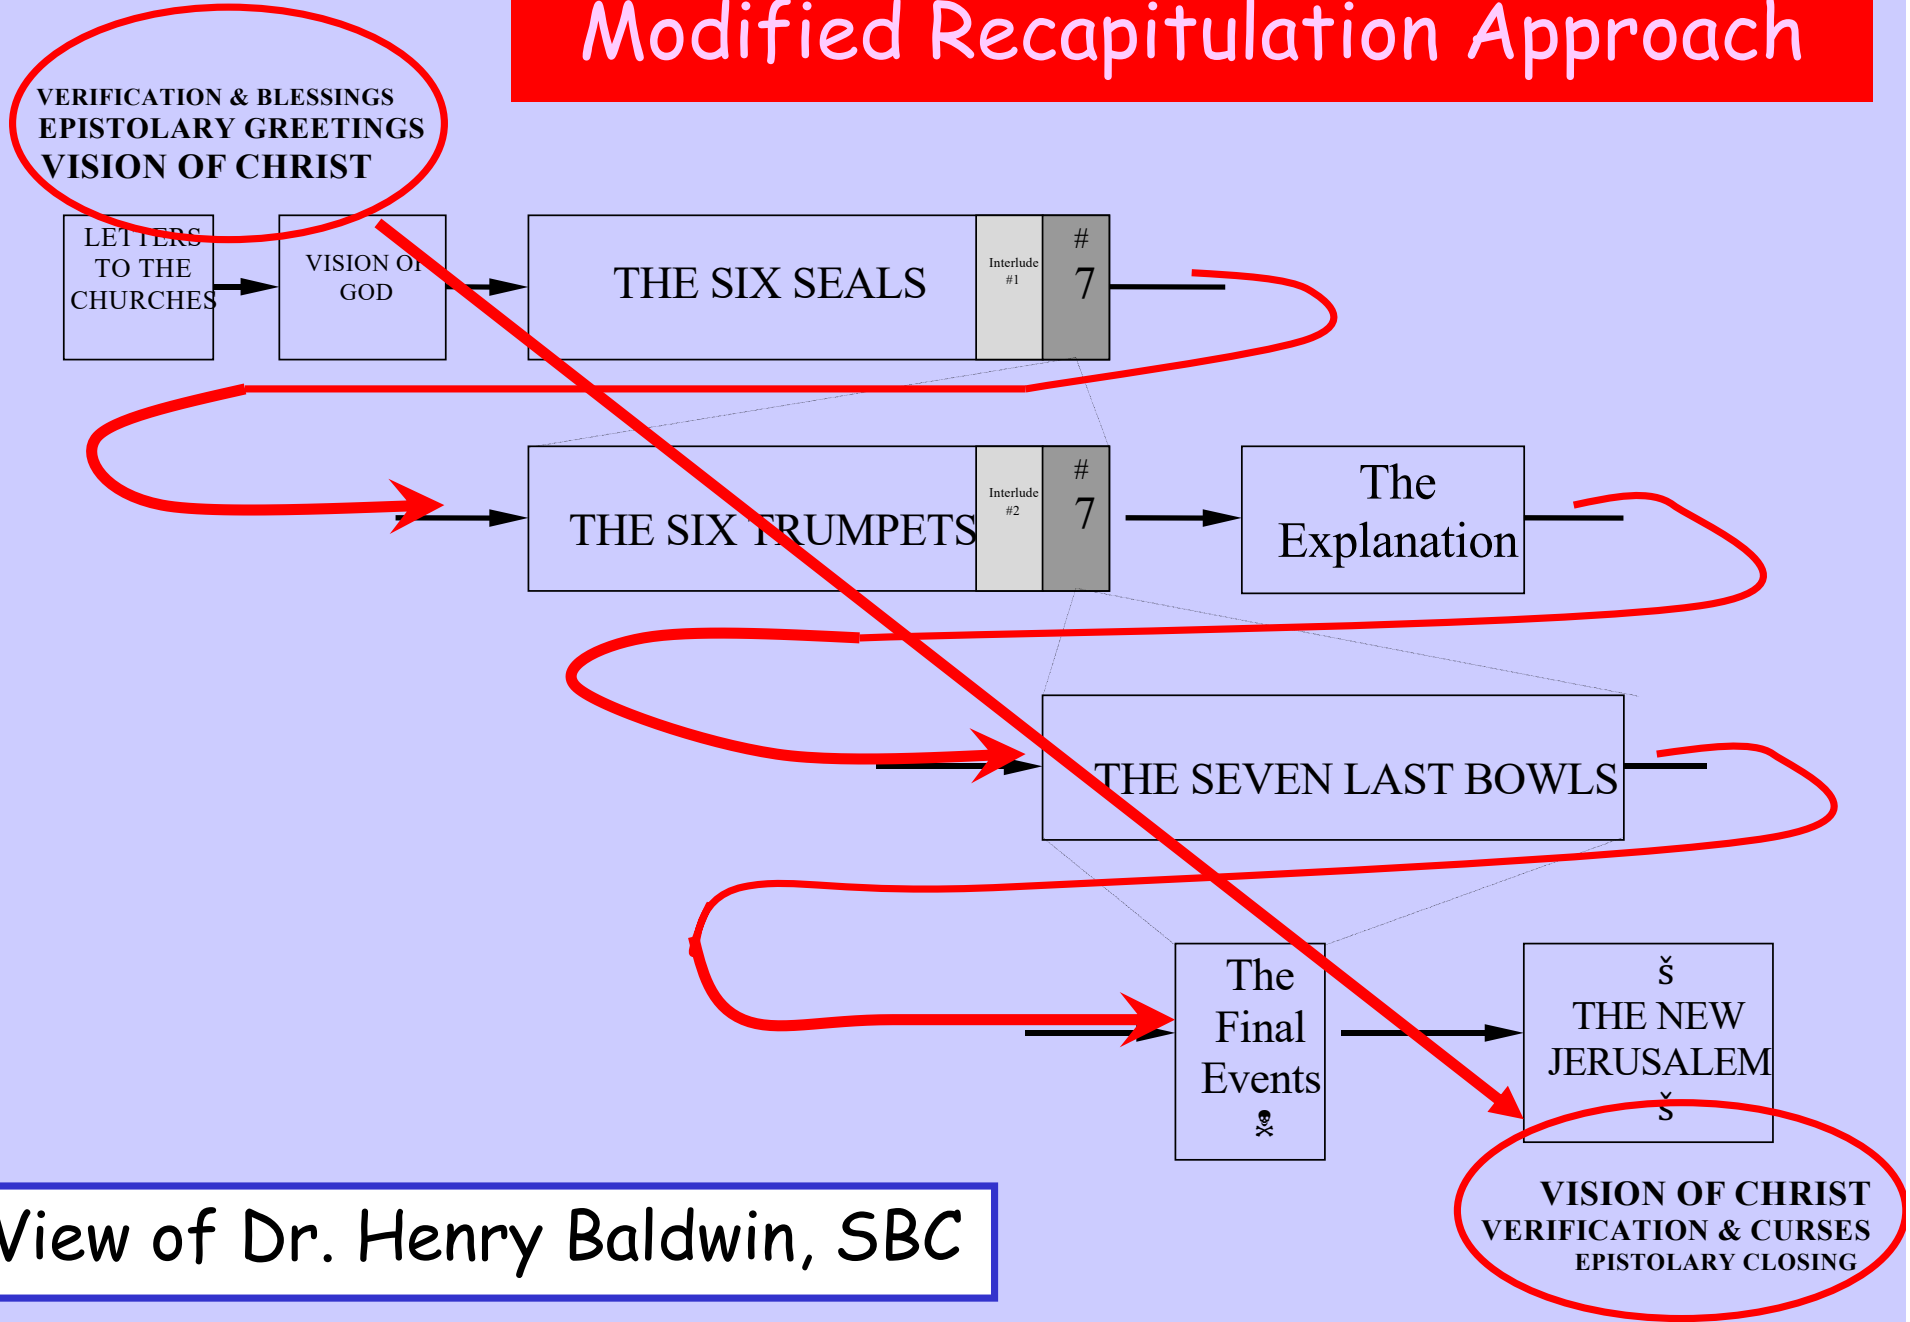 Modified Recapitulation Approach
VERIFICATION & BLESSINGS
EPISTOLARY GREETINGS
VISION OF CHRIST
LETTERS
TO THE
CHURCHES
VISION OF
GOD
THE SIX SEALS
Interlude
#1
#
7
THE SIX TRUMPETS
Interlude
#2
#
7
The
Explanation
THE SEVEN LAST BOWLS
The
Final
Events
š
THE NEW
JERUSALEM
š
VISION OF CHRIST
VERIFICATION & CURSES
EPISTOLARY CLOSING
View of Dr. Henry Baldwin, SBC